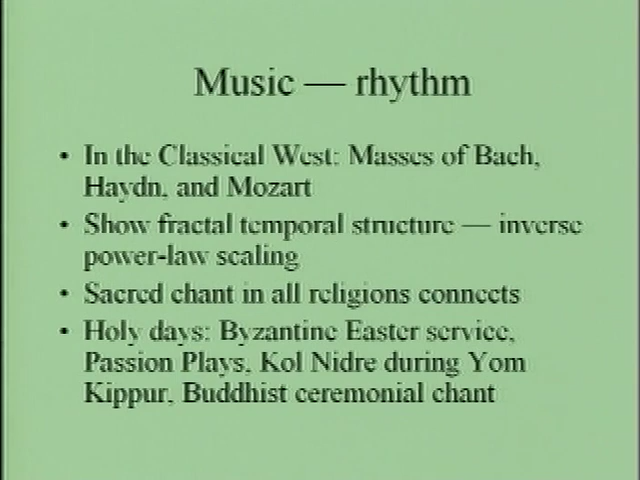 Music — rhythm
• In the Classical West: Masses of Bach,
Haydn, and Mozart
• Show fractal temporal structure — inverse
power-law scaling
• Sacred chant in all religions connects
• Holy days: Byzantine Easter service,
Passion Plays, Kol Nidre during Yom
Kippur, Buddhist ceremonial chant